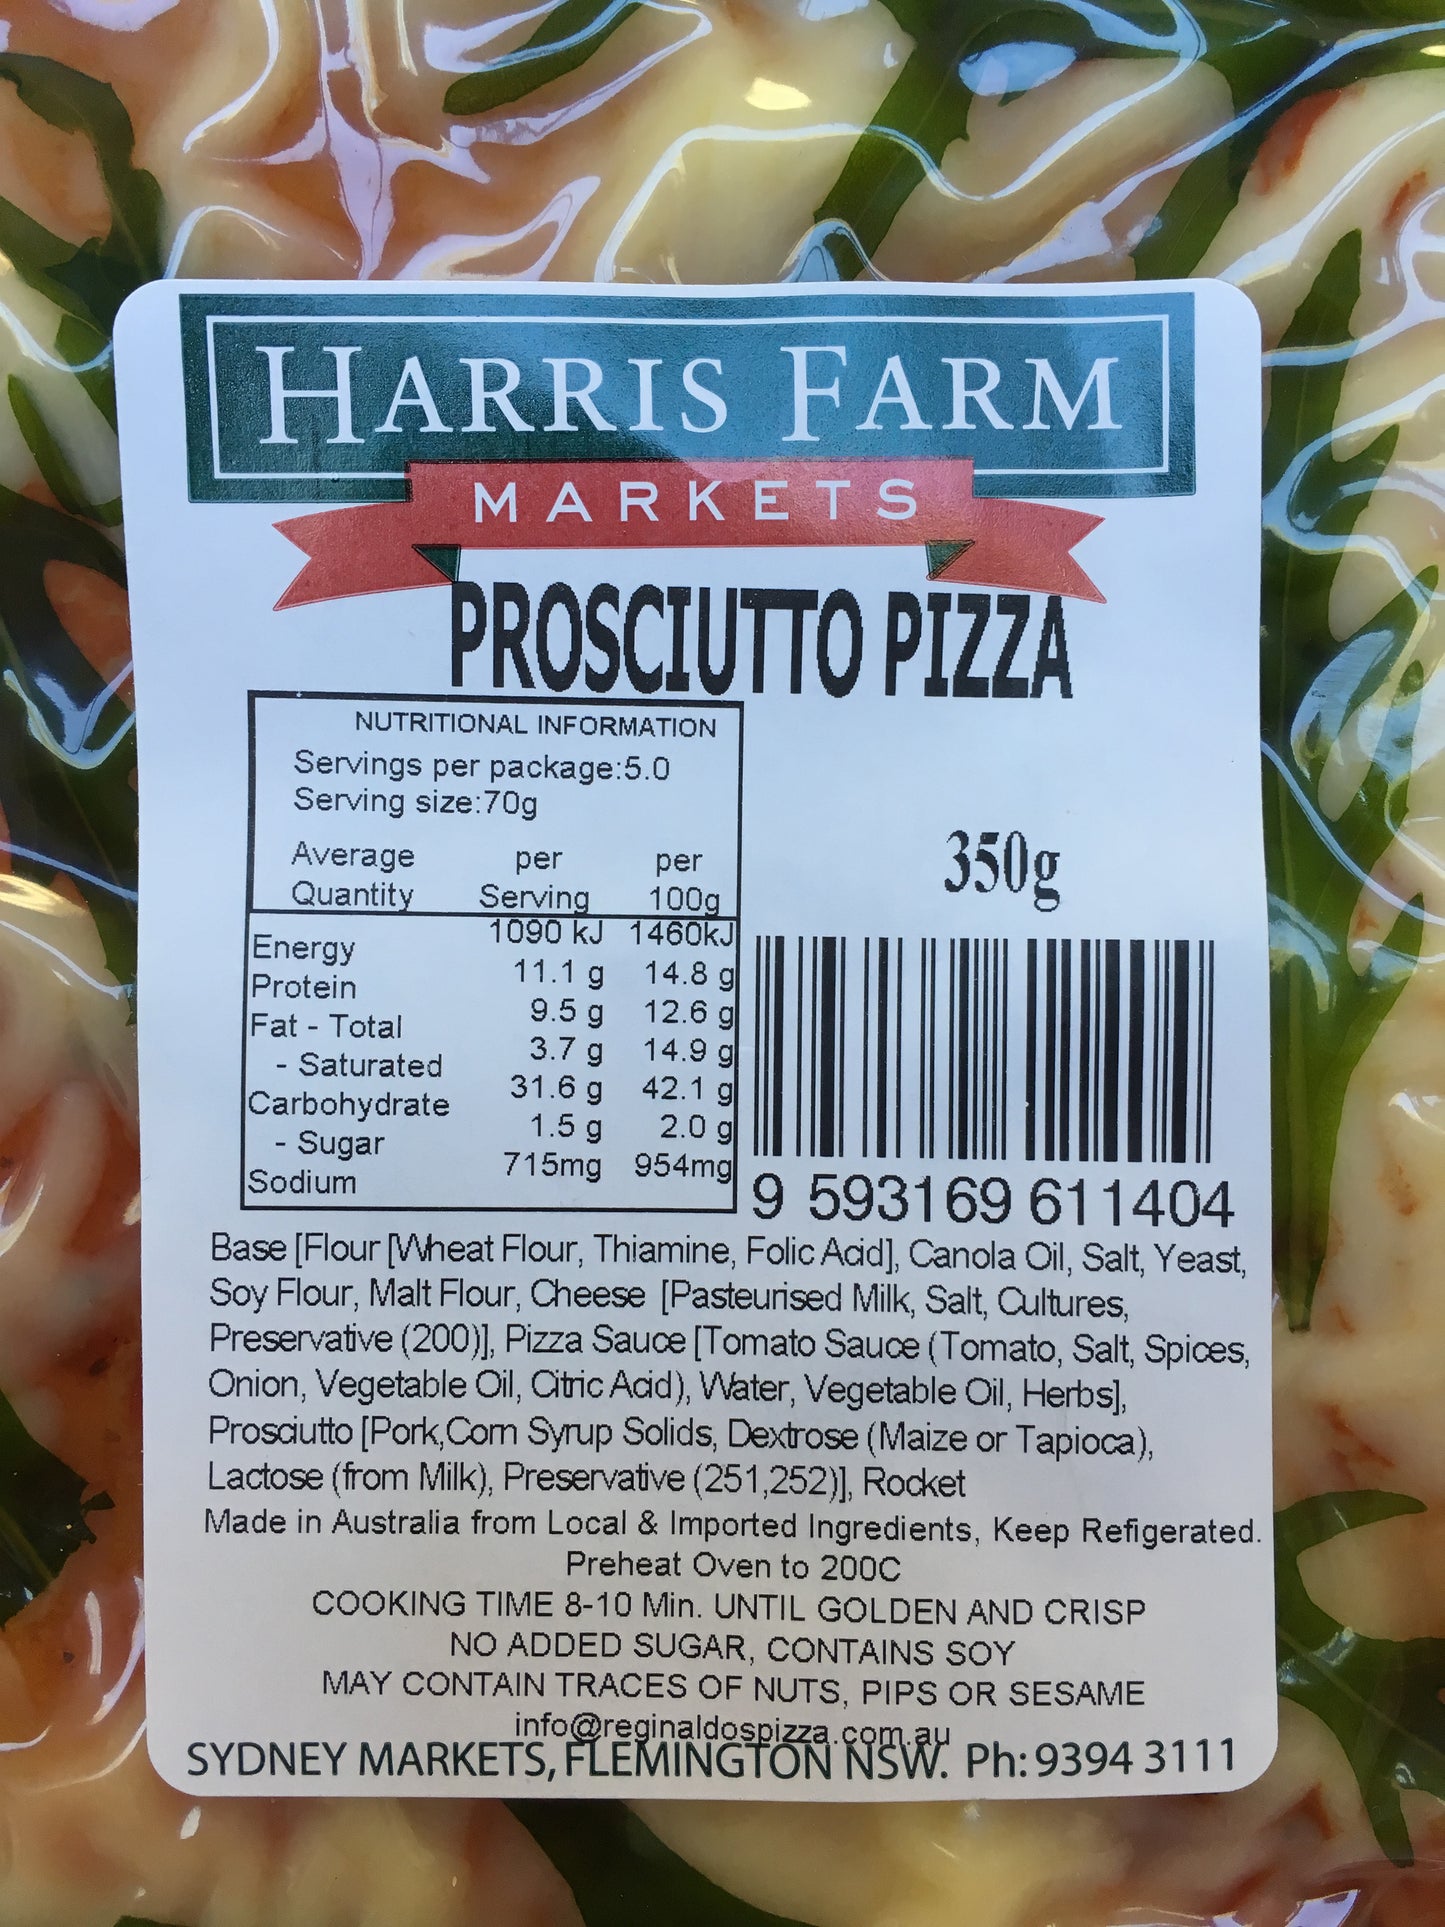 HARRIS FARM
MARKETS
PROSCIUTTO PIZZA
NUTRITIONAL INFORMATION
Servings per package:5.0
Serving size:70g
Average per per
Quantity Serving 100g
Energy 1090 kJ 1460kJ
Protein 11.1 g 14.8 g
Fat - Total 9.5 g 12.6 g
- Saturated 3.7 g 14.9 g
Carbohydrate 31.6 g 42.1 g
- Sugar 1.5 g 2.0 g
Sodium 715mg 954mg
350g
9 593169 611404
Base [Flour [Wheat Flour, Thiamine, Folic Acid], Canola Oil, Salt, Yeast,
Soy Flour, Malt Flour, Cheese [Pasteurised Milk, Salt, Cultures,
Preservative (200)], Pizza Sauce [Tomato Sauce (Tomato, Salt, Spices,
Onion, Vegetable Oil, Citric Acid), Water, Vegetable Oil, Herbs],
Prosciutto [Pork,Corn Syrup Solids, Dextrose (Maize or Tapioca),
Lactose (from Milk), Preservative (251,252)], Rocket
Made in Australia from Local & Imported Ingredients, Keep Refigerated.
Preheat Oven to 200C
COOKING TIME 8-10 Min. UNTIL GOLDEN AND CRISP
NO ADDED SUGAR, CONTAINS SOY
MAY CONTAIN TRACES OF NUTS, PIPS OR SESAME
info@reginaldospizza.com.au
SYDNEY MARKETS, FLEMINGTON NSW. Ph: 9394 3111